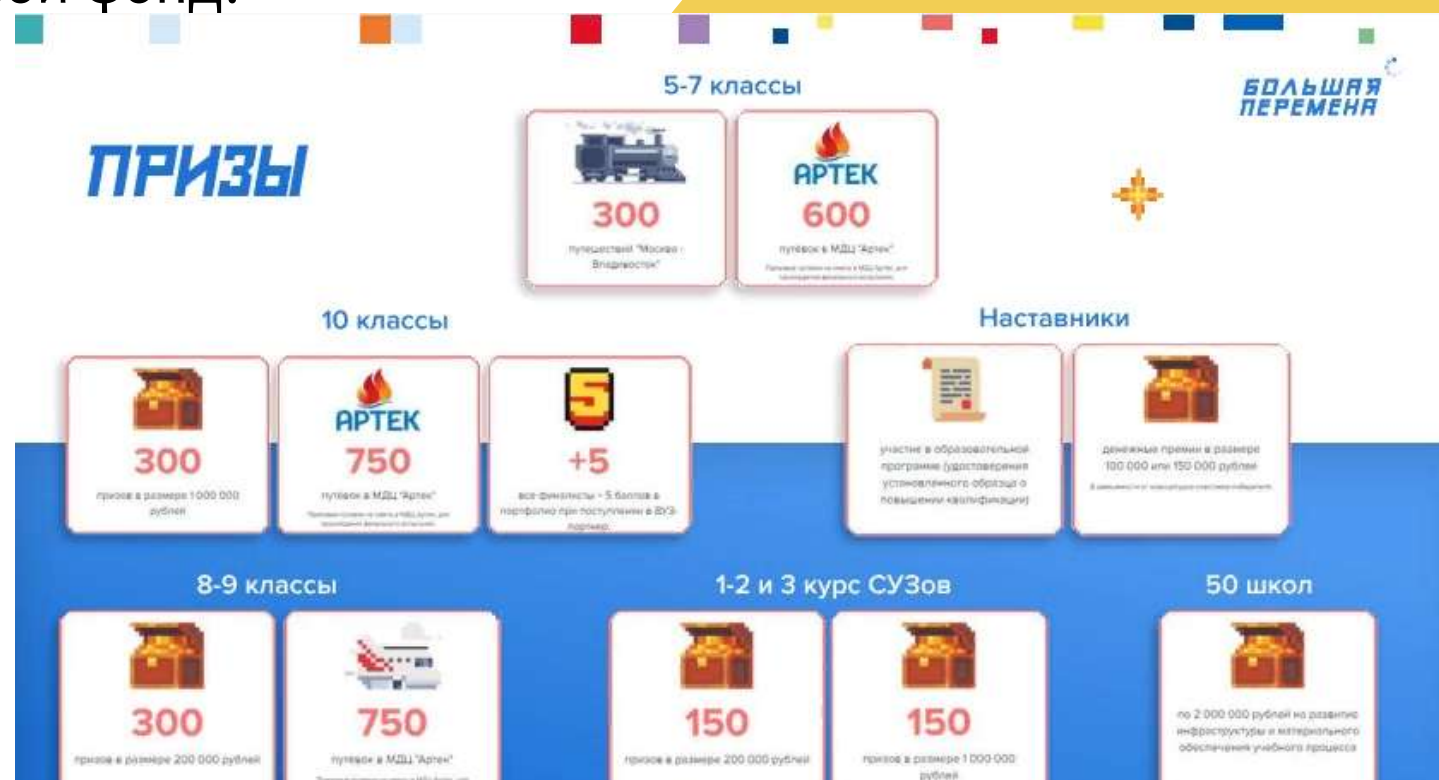 фонд:
5-7 классы
БОЛЬШАЯ
ПЕРЕМЕНА
ПРИЗЫ
АРТЕК
300
600
путешествий "Москва -
Владивосток"
путёвок в МДЦ "Артек"
10 классы
Наставники
АРТЕК
5
300
750
+5
призов в размере 1 000 000
рублей
путёвок в МДЦ "Артек"
все финалисты - 5 баллов в
портфолио при поступлении в ВУЗ-
партнер.
участие в образовательной
программе (удостоверения
установленного образца о
повышении квалификации)
денежные премии в размере
100 000 или 150 000 рублей
8-9 классы
1-2 и 3 курс СУЗов
50 школ
300
750
150
150
призов в размере 200 000 рублей
путёвок в МДЦ "Артек"
призов в размере 200 000 рублей
призов в размере 1 000 000
рублей
по 2 000 000 рублей на развитие
инфраструктуры и материального
обеспечения учебного процесса